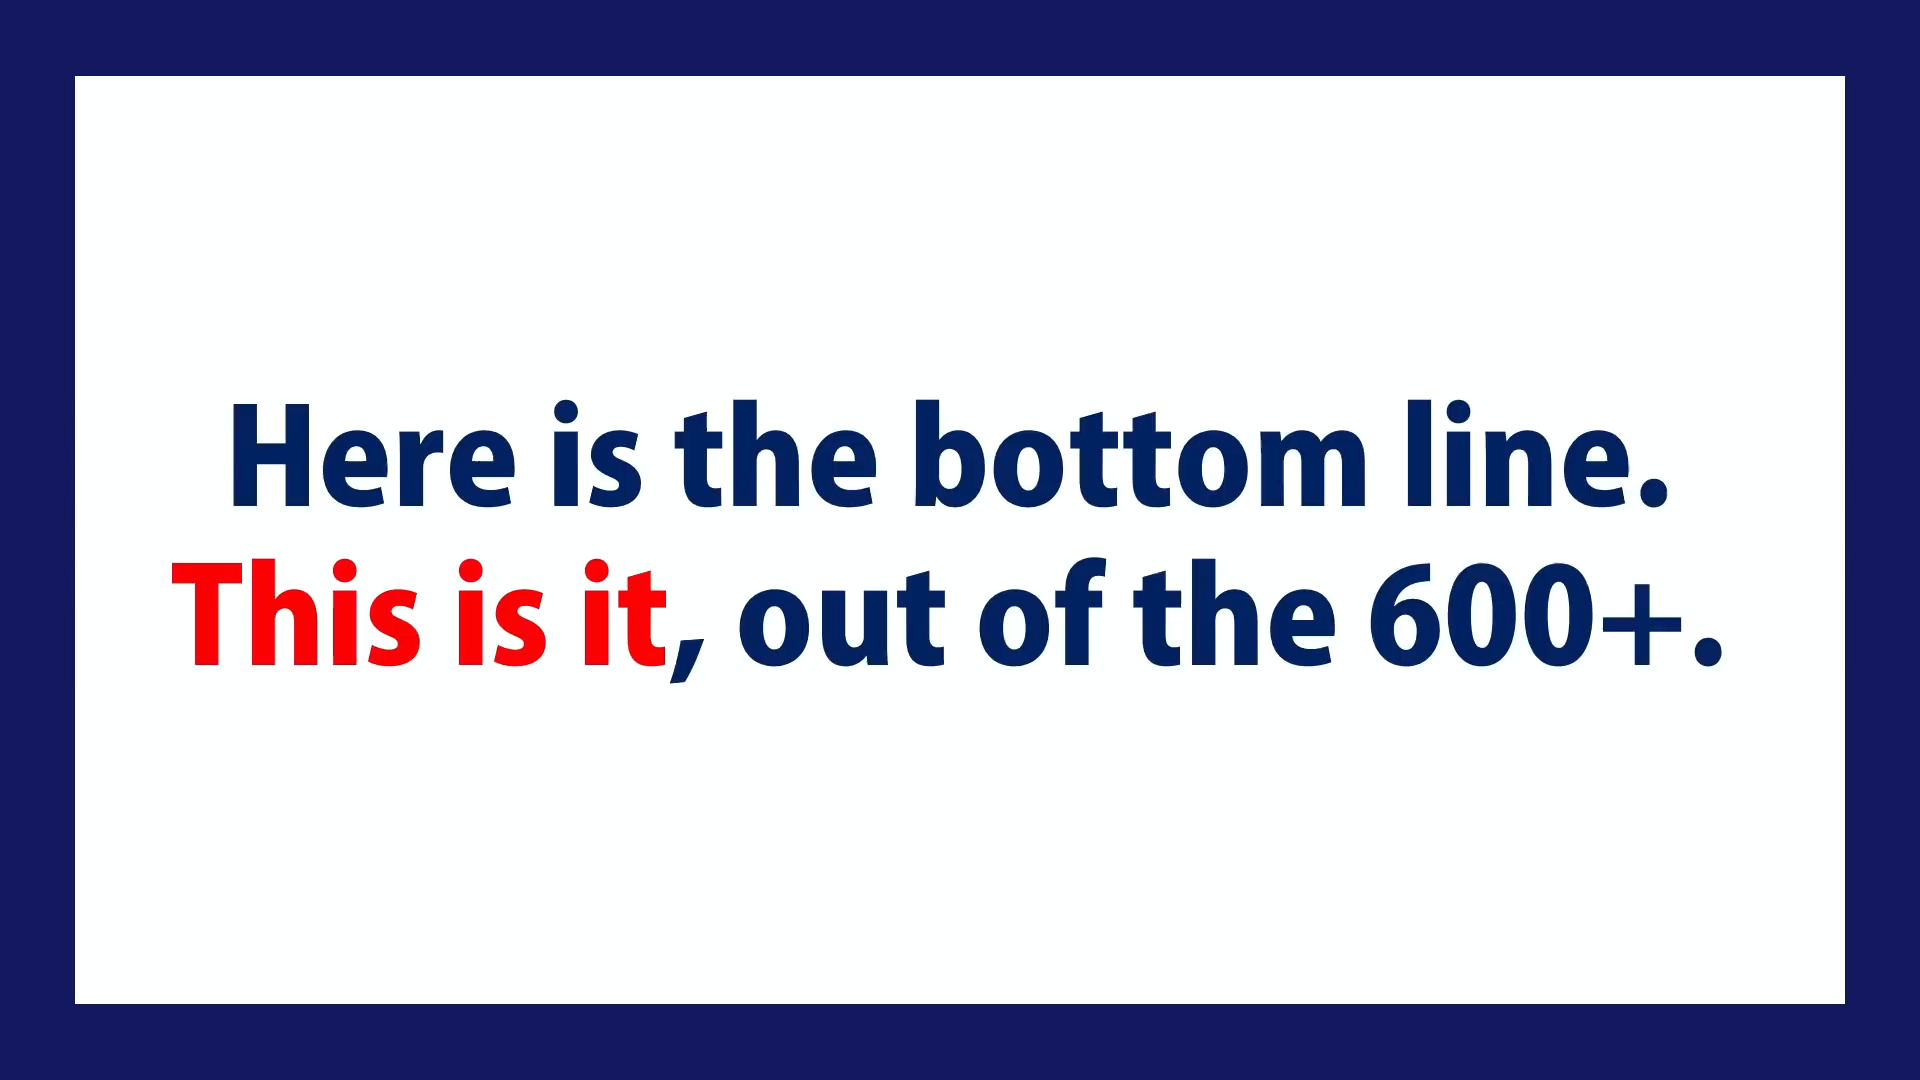 Here is the bottom line.
This is it, out of the 600+.